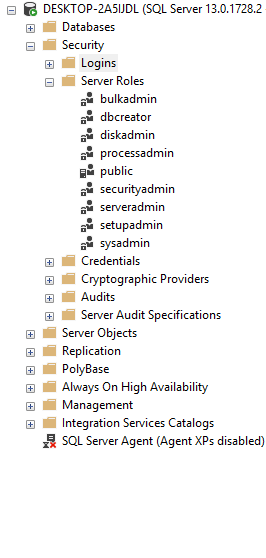 DESKTOP-2A5IJDL (SQL Server 13.0.1728.2
Databases
Security
Logins
Server Roles
bulkadmin
dbcreator
diskadmin
processadmin
public
securityadmin
serveradmin
setupadmin
sysadmin
Credentials
Cryptographic Providers
Audits
Server Audit Specifications
Server Objects
Replication
PolyBase
Always On High Availability
Management
Integration Services Catalogs
SQL Server Agent (Agent XPs disabled)